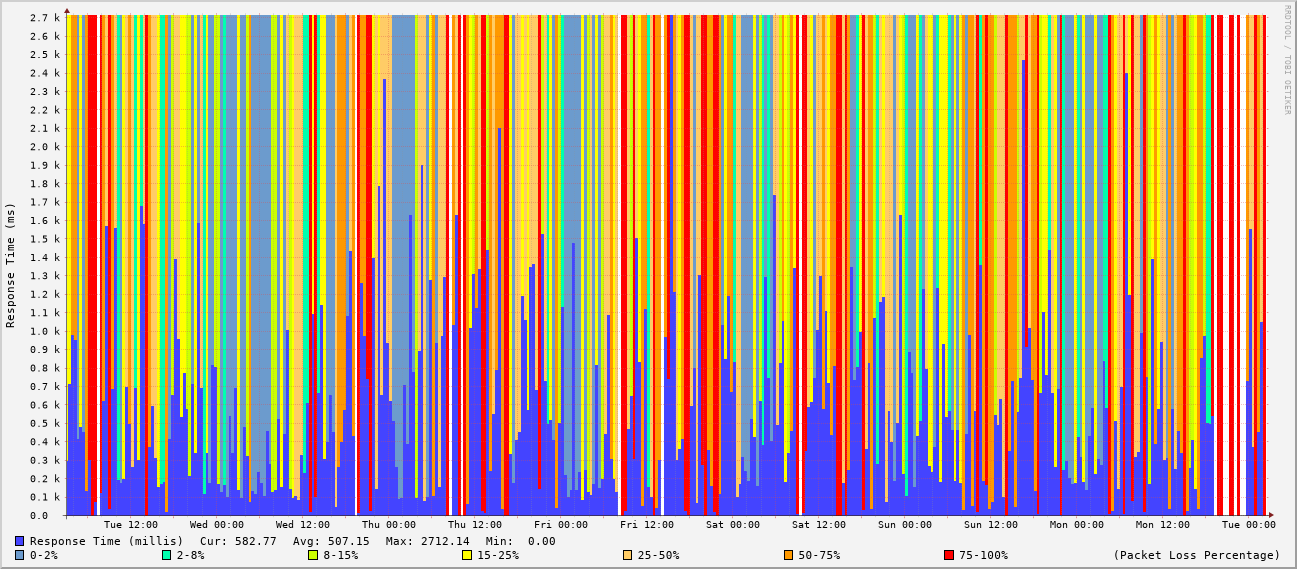 RRDTOOL / TOBI OETIKER
Response Time (ms)
2.7 k
2.6 k
2.5 k
2.4 k
2.3 k
2.2 k
2.1 k
2.0 k
1.9 k
1.8 k
1.7 k
1.6 k
1.5 k
1.4 k
1.3 k
1.2 k
1.1 k
1.0 k
0.9 k
0.8 k
0.7 k
0.6 k
0.5 k
0.4 k
0.3 k
0.2 k
0.1 k
0.0
Tue 12:00 Wed 00:00 Wed 12:00 Thu 00:00 Thu 12:00 Fri 00:00 Fri 12:00 Sat 00:00 Sat 12:00 Sun 00:00 Sun 12:00 Mon 00:00 Mon 12:00 Tue 00:00
Response Time (millis) Cur: 582.77 Avg: 507.15 Max: 2712.14 Min: 0.00
0-2% 2-8% 8-15% 15-25% 25-50% 50-75% 75-100% (Packet Loss Percentage)